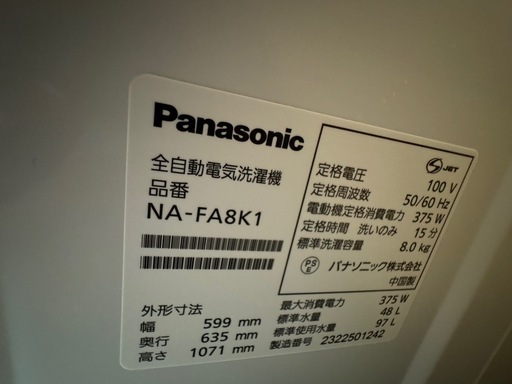 Panasonic
全自動電気洗濯機
品番
NA-FA8K1
外形寸法
幅 599 mm
奥行 635 mm
高さ 1071 mm
S JET
定格電圧 100 V
定格周波数 50/60 Hz
電動機定格消費電力 375 W
定格時間 洗いのみ 15分
標準洗濯容量 8.0 kg
PS E パナソニック株式会社
中国製
最大消費電力 375 W
標準水量 48 L
標準使用水量 97 L
製造番号 2322501242